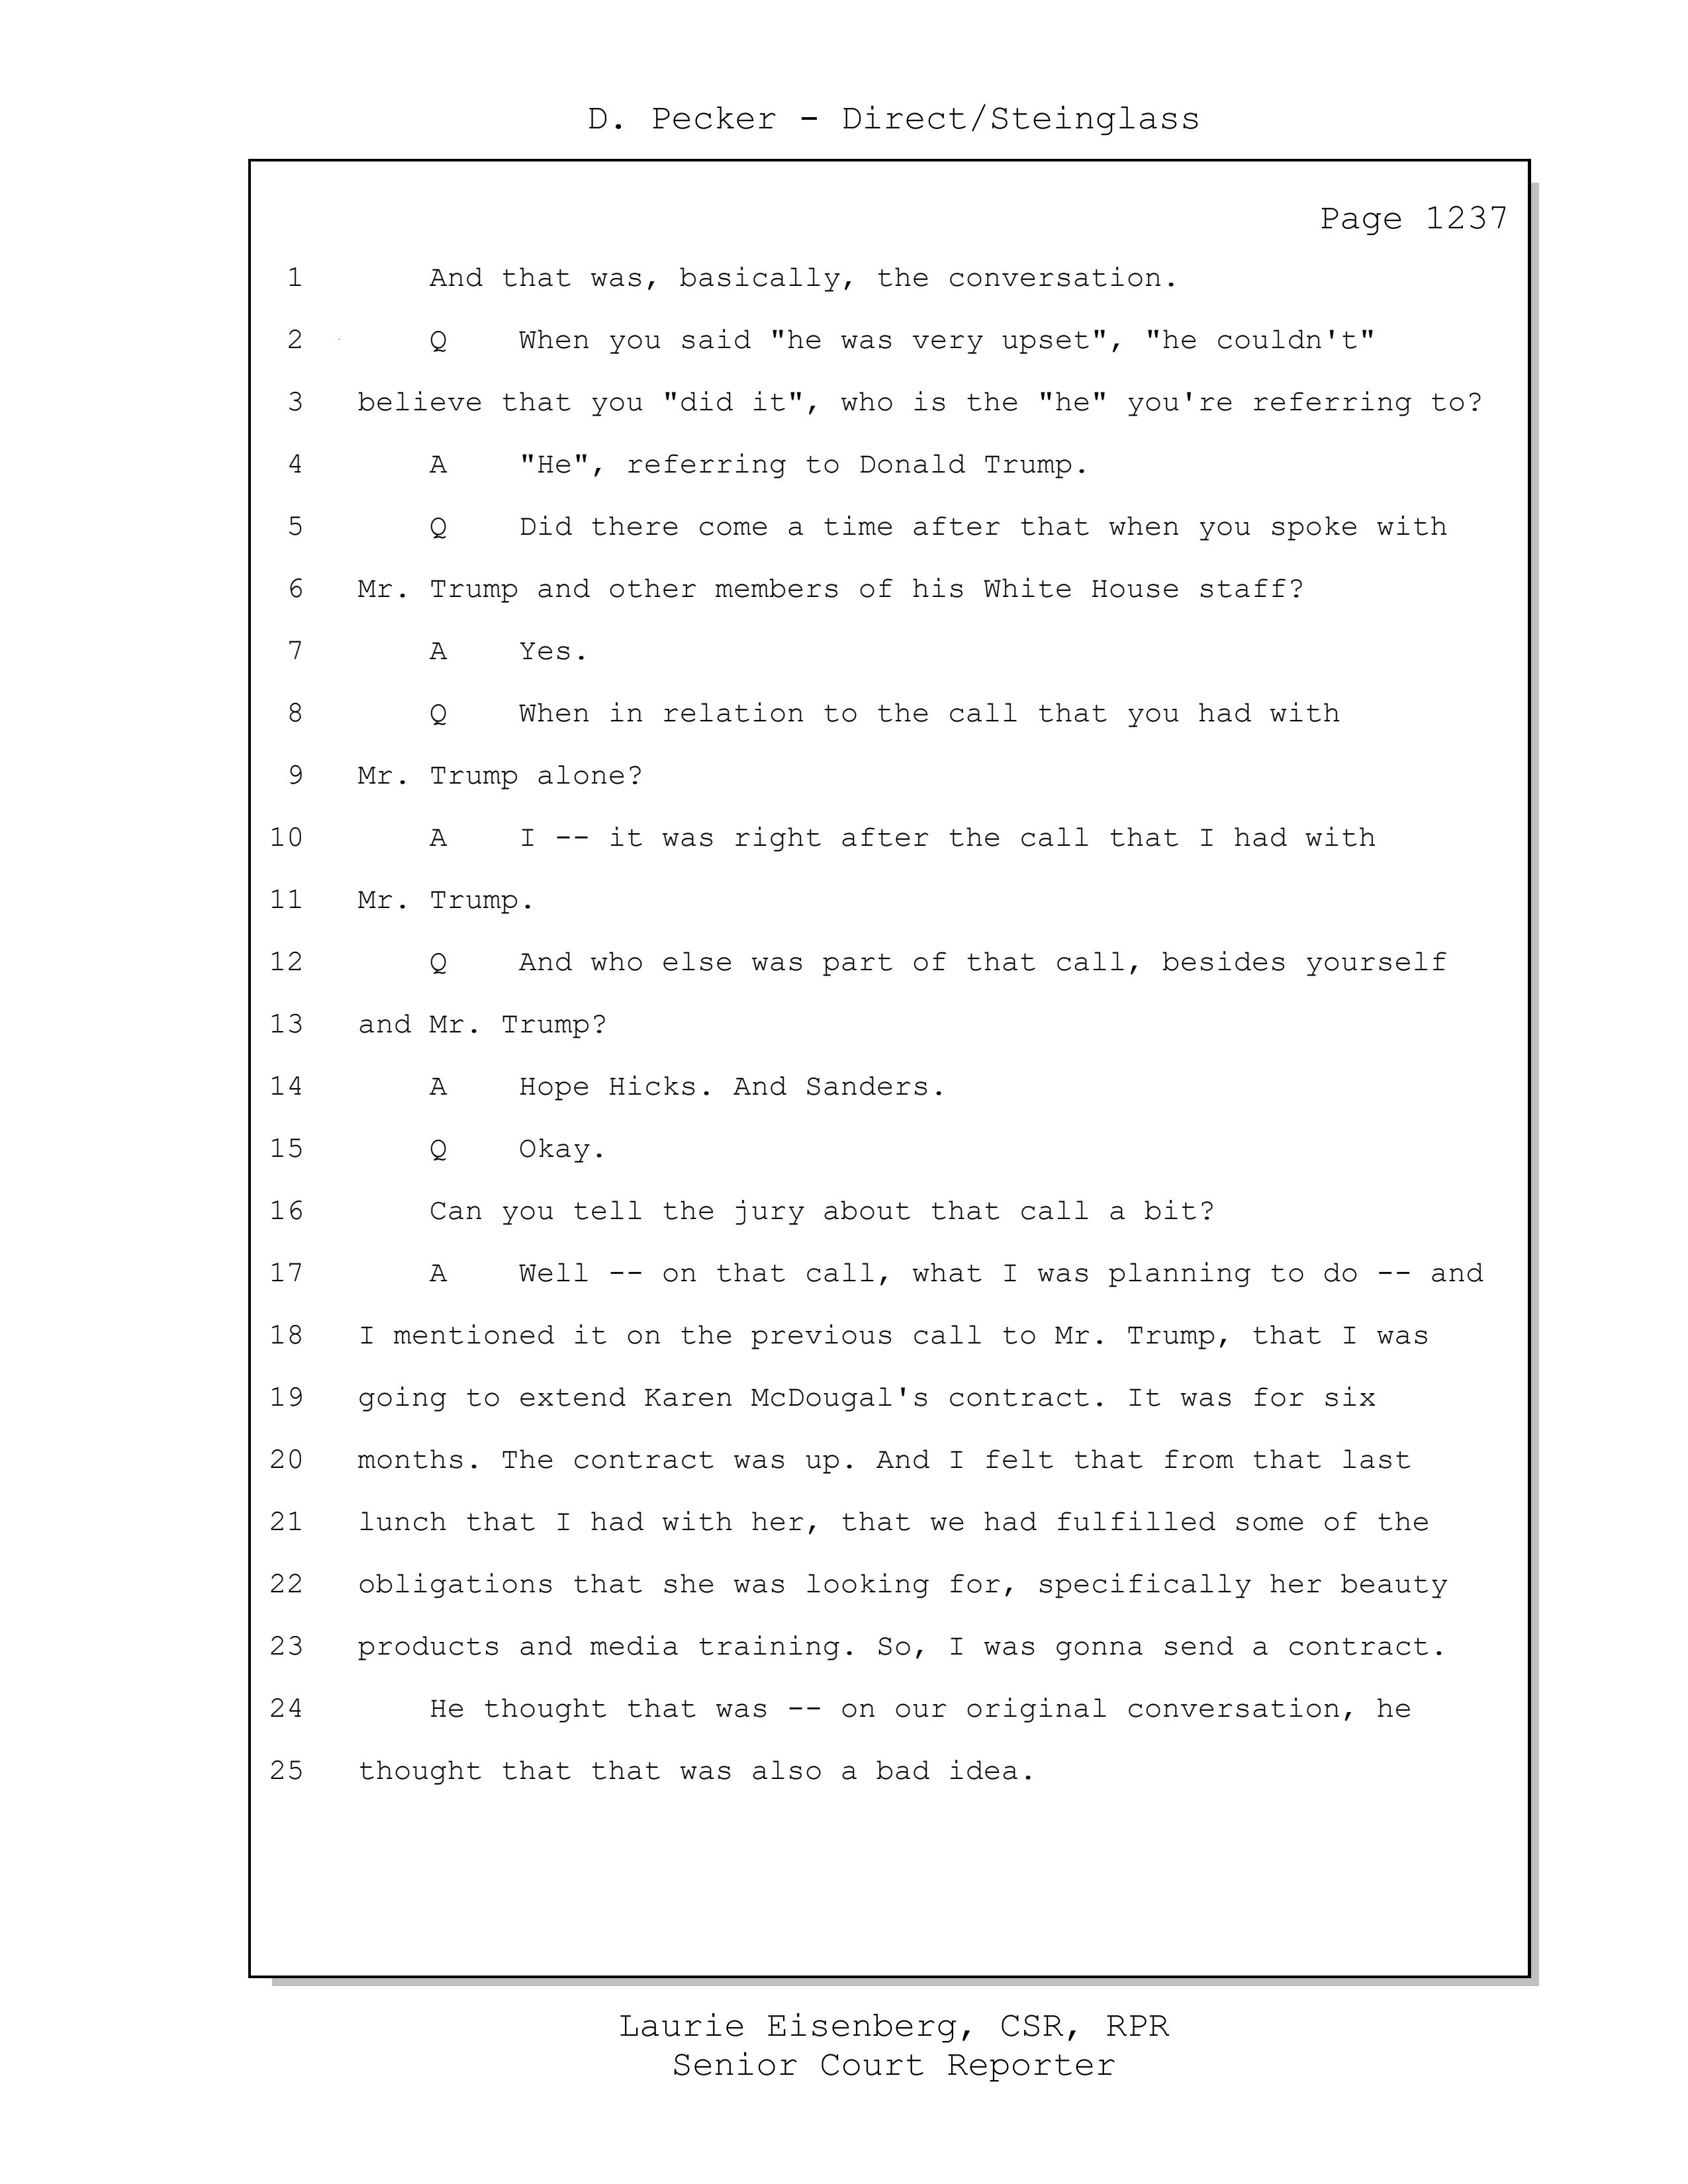 D. Pecker - Direct/Steinglass
Page 1237
1 And that was, basically, the conversation.
2 Q When you said "he was very upset", "he couldn't"
3 believe that you "did it", who is the "he" you're referring to?
4 A "He", referring to Donald Trump.
5 Q Did there come a time after that when you spoke with
6 Mr. Trump and other members of his White House staff?
7 A Yes.
8 Q When in relation to the call that you had with
9 Mr. Trump alone?
10 A I -- it was right after the call that I had with
11 Mr. Trump.
12 Q And who else was part of that call, besides yourself
13 and Mr. Trump?
14 A Hope Hicks. And Sanders.
15 Q Okay.
16 Can you tell the jury about that call a bit?
17 A Well -- on that call, what I was planning to do -- and
18 I mentioned it on the previous call to Mr. Trump, that I was
19 going to extend Karen McDougal's contract. It was for six
20 months. The contract was up. And I felt that from that last
21 lunch that I had with her, that we had fulfilled some of the
22 obligations that she was looking for, specifically her beauty
23 products and media training. So, I was gonna send a contract.
24 He thought that was -- on our original conversation, he
25 thought that that was also a bad idea.
Laurie Eisenberg, CSR, RPR
Senior Court Reporter